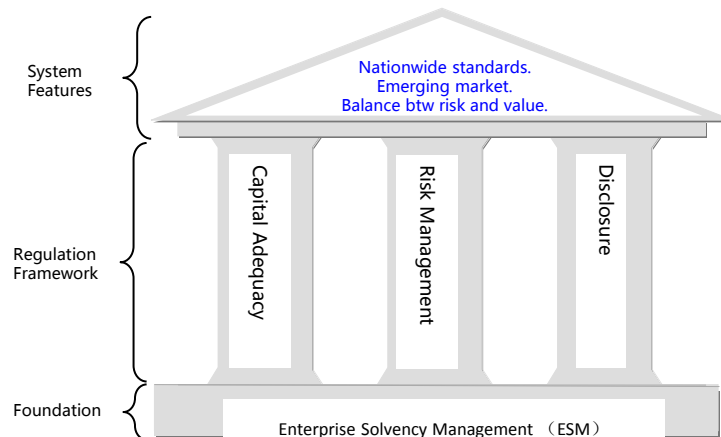 System
Features
Nationwide standards.
Emerging market.
Balance btw risk and value.
Regulation
Framework
Capital Adequacy
Risk Management
Disclosure
Foundation
Enterprise Solvency Management （ESM）